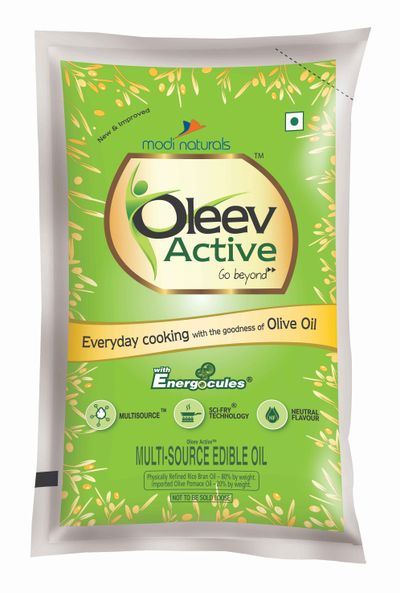 New & Improved
modi naturals
TM
Oleev
Active
Go beyond
Everyday cooking with the goodness of Olive Oil
with
Energocules®
MULTISOURCE™
SCI-FRY®
TECHNOLOGY
NEUTRAL
FLAVOUR
Oleev Active™
MULTI-SOURCE EDIBLE OIL
Physically Refined Rice Bran Oil - 80% by weight.
Imported Olive Pomace Oil - 20% by weight.
NOT TO BE SOLD LOOSE